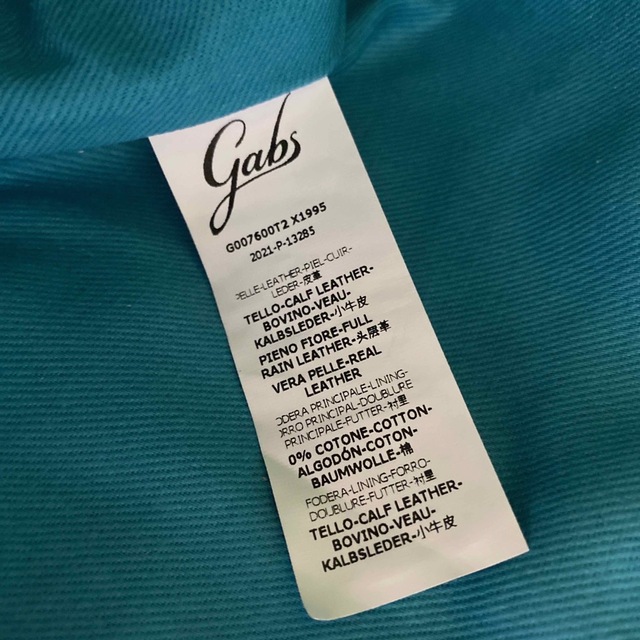 Gabs
G007600T2 X1995
2021-P-13285
PELLE-LEATHER-PIEL-CUIR-
LEDER-皮革
TELLO-CALF LEATHER-
BOVINO-VEAU-
KALBSLEDER-小牛皮
PIENO FIORE-FULL
RAIN LEATHER-头层革
VERA PELLE-REAL
LEATHER
ODERA PRINCIPALE-LINING-
ORRO PRINCIPAL-DOUBLURE
PRINCIPALE-FUTTER-衬里
0% COTONE-COTTON-
ALGODÓN-COTON-
BAUMWOLLE-棉
FODERA-LINING-FORRO-
DOUBLURE-FUTTER-衬里
TELLO-CALF LEATHER-
BOVINO-VEAU-
KALBSLEDER-小牛皮